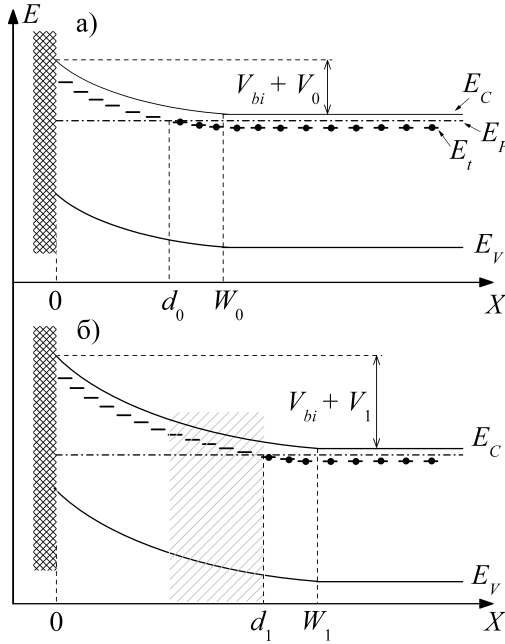 E
а)
V_bi + V_0
E_C
E_F
E_t
E_V
0
d_0
W_0
X
б)
V_bi + V_1
E_C
E_V
0
d_1
W_1
X